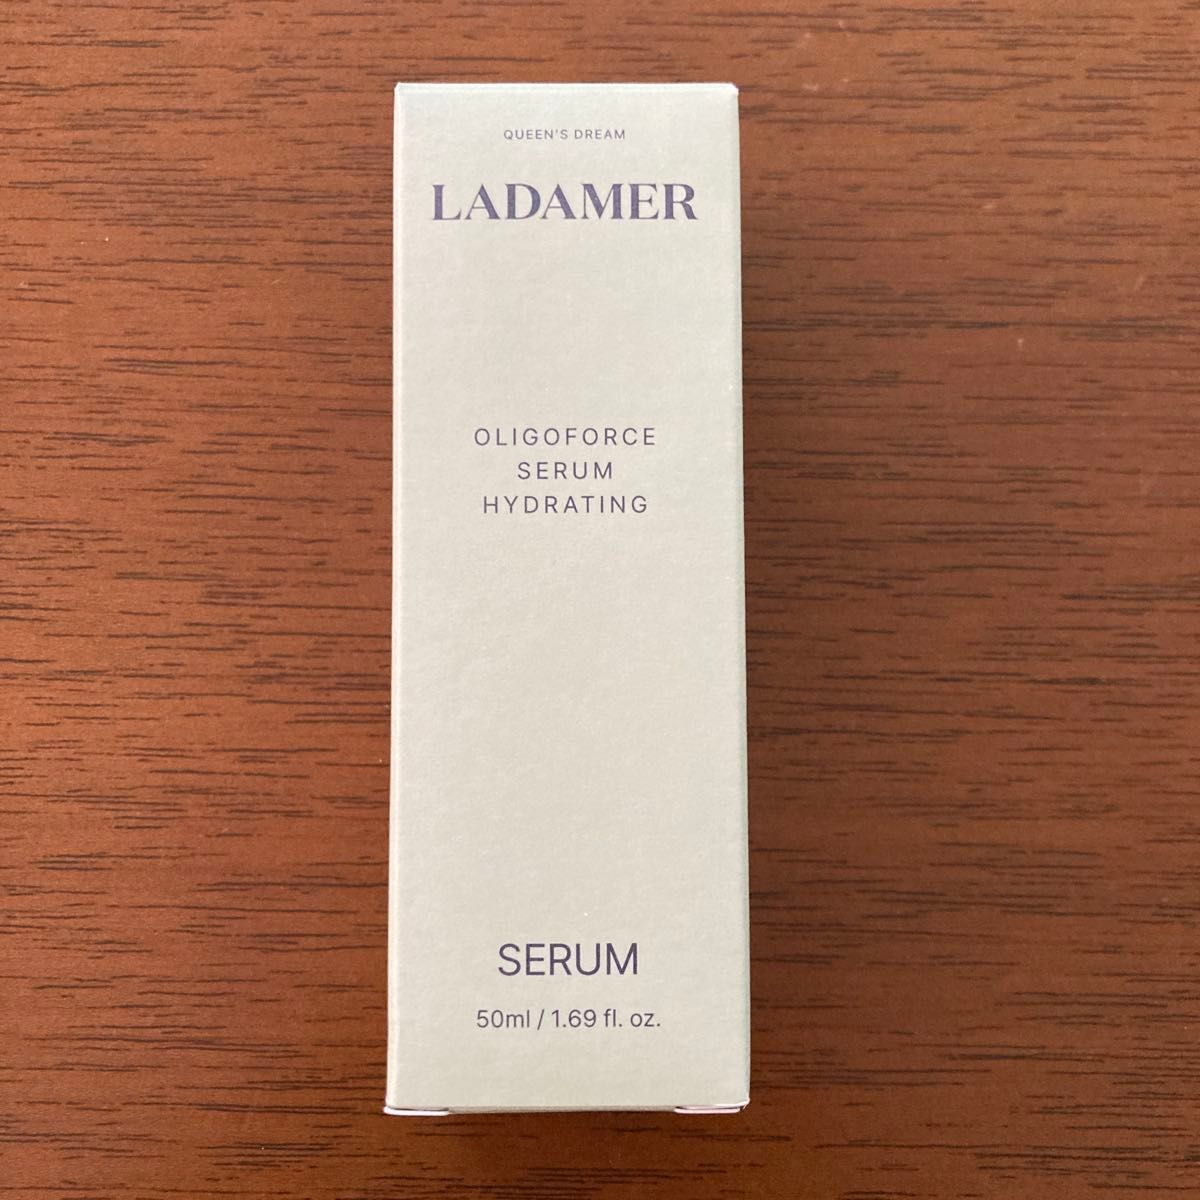 QUEEN'S DREAM
LADAMER
OLIGOFORCE
SERUM
HYDRATING
SERUM
50ml / 1.69 fl. oz.